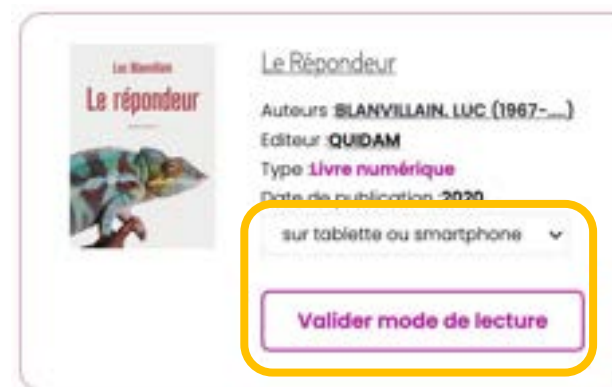 Luc Blanvillain
Le répondeur
Le Répondeur
Auteurs :BLANVILLAIN, LUC (1967-....)
Editeur :QUIDAM
Type :Livre numérique
Date de publication :2020
sur tablette ou smartphone
Valider mode de lecture